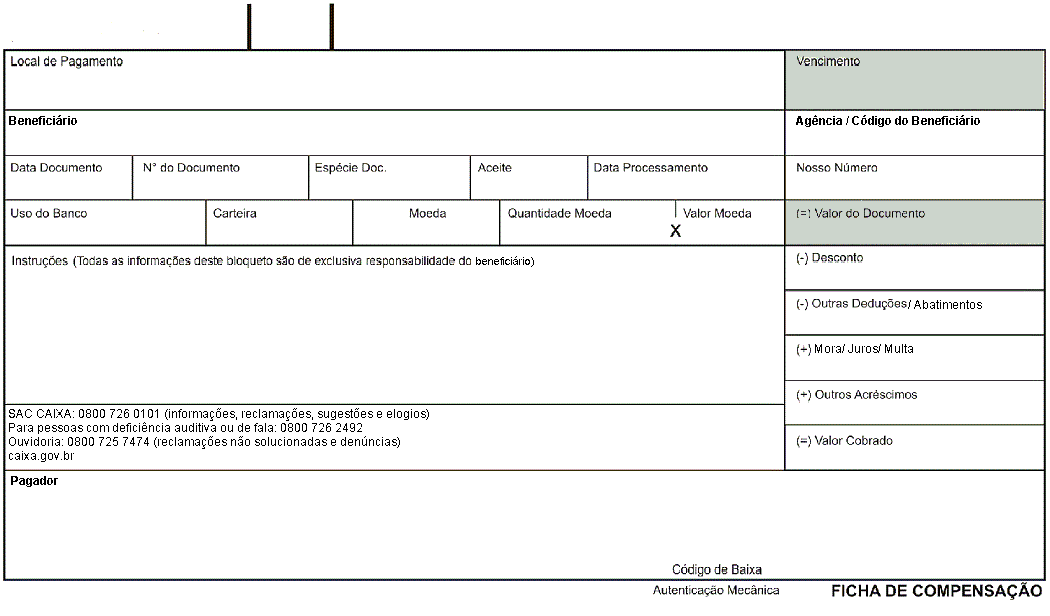 Local de Pagamento
Vencimento
Beneficiário
Agência / Código do Beneficiário
Data Documento
N° do Documento
Espécie Doc.
Aceite
Data Processamento
Nosso Número
Uso do Banco
Carteira
Moeda
Quantidade Moeda
Valor Moeda
X
(=) Valor do Documento
Instruções (Todas as informações deste bloqueto são de exclusiva responsabilidade do beneficiário)
(-) Desconto
(-) Outras Deduções/ Abatimentos
(+) Mora/ Juros/ Multa
(+) Outros Acréscimos
(=) Valor Cobrado
SAC CAIXA: 0800 726 0101 (informações, reclamações, sugestões e elogios)
Para pessoas com deficiência auditiva ou de fala: 0800 726 2492
Ouvidoria: 0800 725 7474 (reclamações não solucionadas e denúncias)
caixa.gov.br
Pagador
Código de Baixa
Autenticação Mecânica
FICHA DE COMPENSAÇÃO